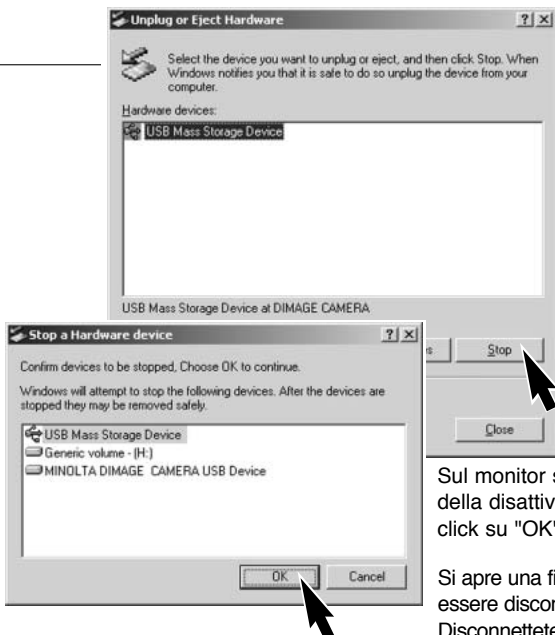 Unplug or Eject Hardware
Select the device you want to unplug or eject, and then click Stop. When
Windows notifies you that it is safe to do so unplug the device from your
computer.
Hardware devices:
USB Mass Storage Device
USB Mass Storage Device at DIMAGE CAMERA
Stop
Close
Stop a Hardware device
Confirm devices to be stopped, Choose OK to continue.
Windows will attempt to stop the following devices. After the devices are
stopped they may be removed safely.
USB Mass Storage Device
Generic volume - (H:)
MINOLTA DIMAGE CAMERA USB Device
OK
Cancel
Sul monitor
della
click su "OK"
Si apre una
essere
Disconnettete